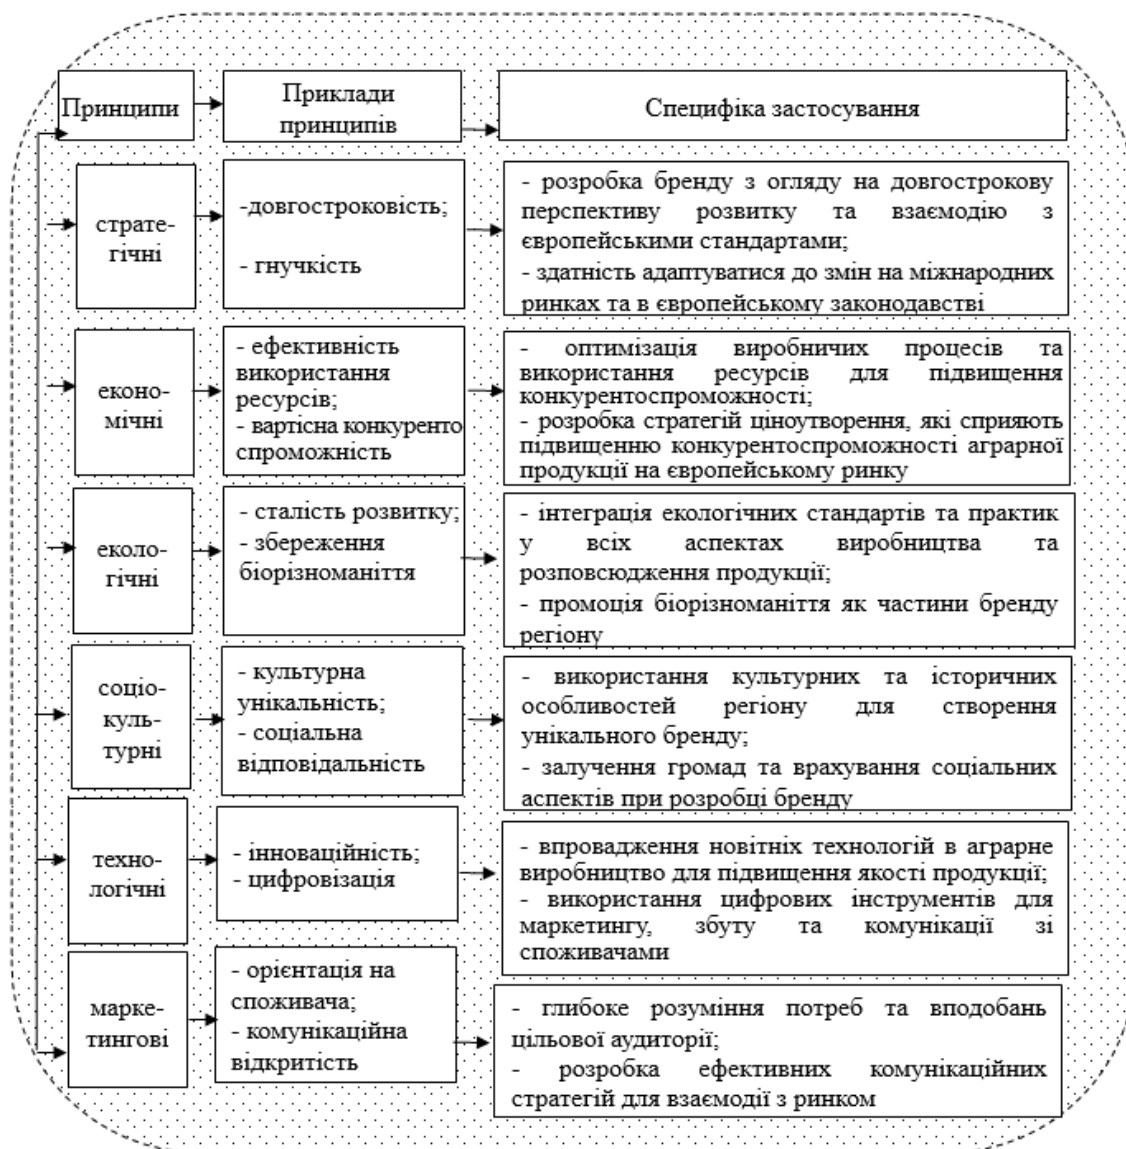 Принципи
Приклади
принципів
Специфіка застосування
страте-
гічні
-довгостроковість;
- гнучкість
- розробка бренду з огляду на довгострокову
перспективу розвитку та взаємодію з
європейськими стандартами;
- здатність адаптуватися до змін на міжнародних
ринках та в європейському законодавстві
еконо-
мічні
- ефективність
використання
ресурсів;
- вартісна конкуренто
спроможність
- оптимізація виробничих процесів та
використання ресурсів для підвищення
конкурентоспроможності;
- розробка стратегій ціноутворення, які сприяють
підвищенню конкурентоспроможності аграрної
продукції на європейському ринку
еколо-
гічні
- сталість розвитку;
- збереження
біорізноманіття
- інтеграція екологічних стандартів та практик
у всіх аспектах виробництва та
розповсюдження продукції;
- промоція біорізноманіття як частини бренду
регіону
соціо-
куль-
турні
- культурна
унікальність;
- соціальна
відповідальність
- використання культурних та історичних
особливостей регіону для створення
унікального бренду;
- залучення громад та врахування соціальних
аспектів при розробці бренду
техно-
логічні
- інноваційність;
- цифровізація
- впровадження новітніх технологій в аграрне
виробництво для підвищення якості продукції;
- використання цифрових інструментів для
маркетингу, збуту та комунікації зі
споживачами
марке-
тингові
- орієнтація на
споживача;
- комунікаційна
відкритість
- глибоке розуміння потреб та вподобань
цільової аудиторії;
- розробка ефективних комунікаційних
стратегій для взаємодії з ринком